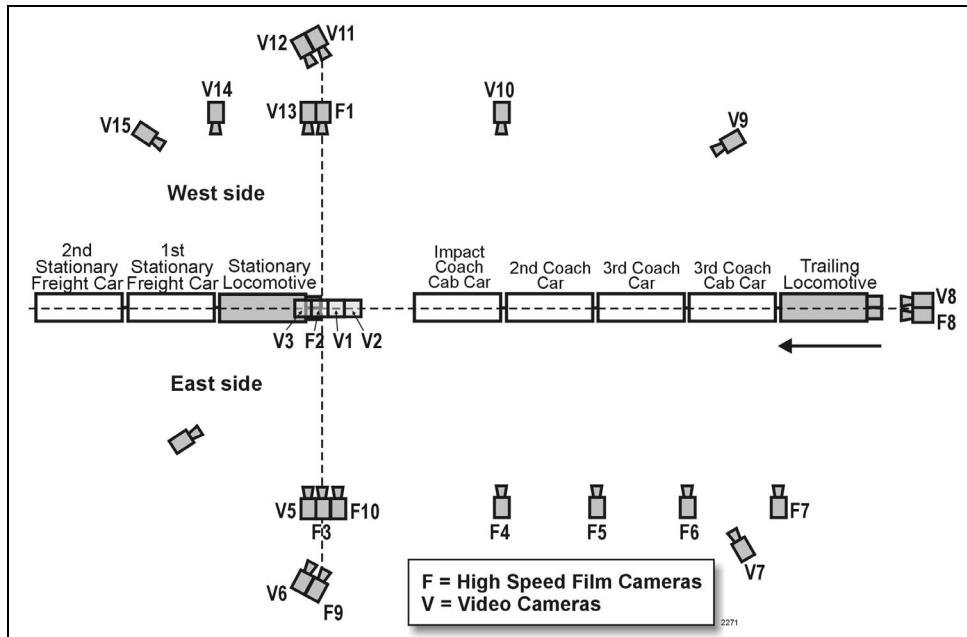 V12
V11
V14
V13
F1
V10
V15
V9
West side
2nd
Stationary
Freight Car
1st
Stationary
Freight Car
Stationary
Locomotive
Impact
Coach
Cab Car
2nd Coach
Car
3rd Coach
Car
3rd Coach
Cab Car
Trailing
Locomotive
V8
F8
V3
F2
V1
V2
East side
V5
F3
F10
F4
F5
F6
F7
V7
V6
F9
F = High Speed Film Cameras
V = Video Cameras
2271